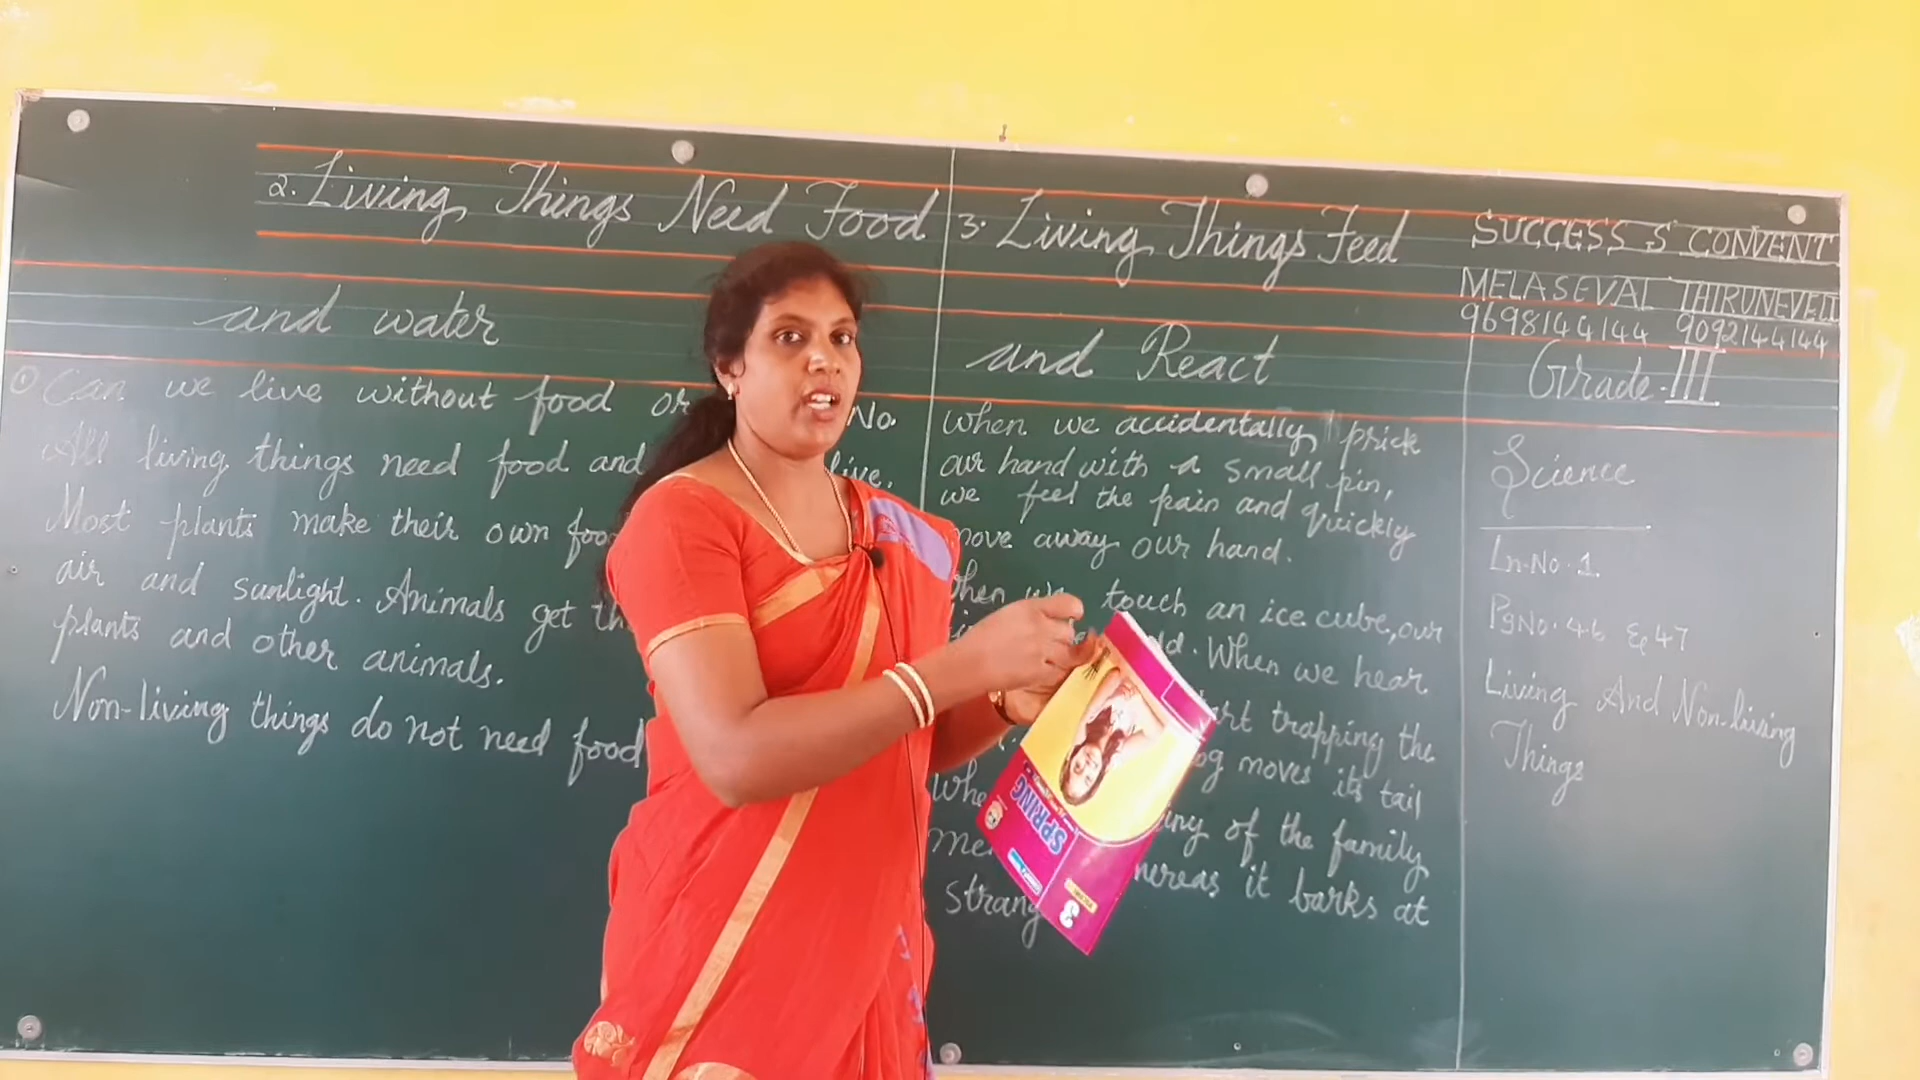 2. Living Things Need Food
and water
① Can we live without food or
No.
All living things need food and
live.
Most plants make their own
air and sunlight. Animals get
plants and other animals.
Non-living things do not need food
3. Living Things Feed
and React
When we accidentally prick
our hand with a small pin,
we feel the pain and quickly
move away our hand.
When we touch an ice cube, our
When we hear
trapping the
moves its tail
of the family
whereas it barks at
SUCCESS S CONVENT
MELASEVAL THIRUNEVELI
9698144144 9092144144
Grade-III
Science
Ln.No.1
PgNo.46 & 47
Living And Non-living
Things
SPRING
3